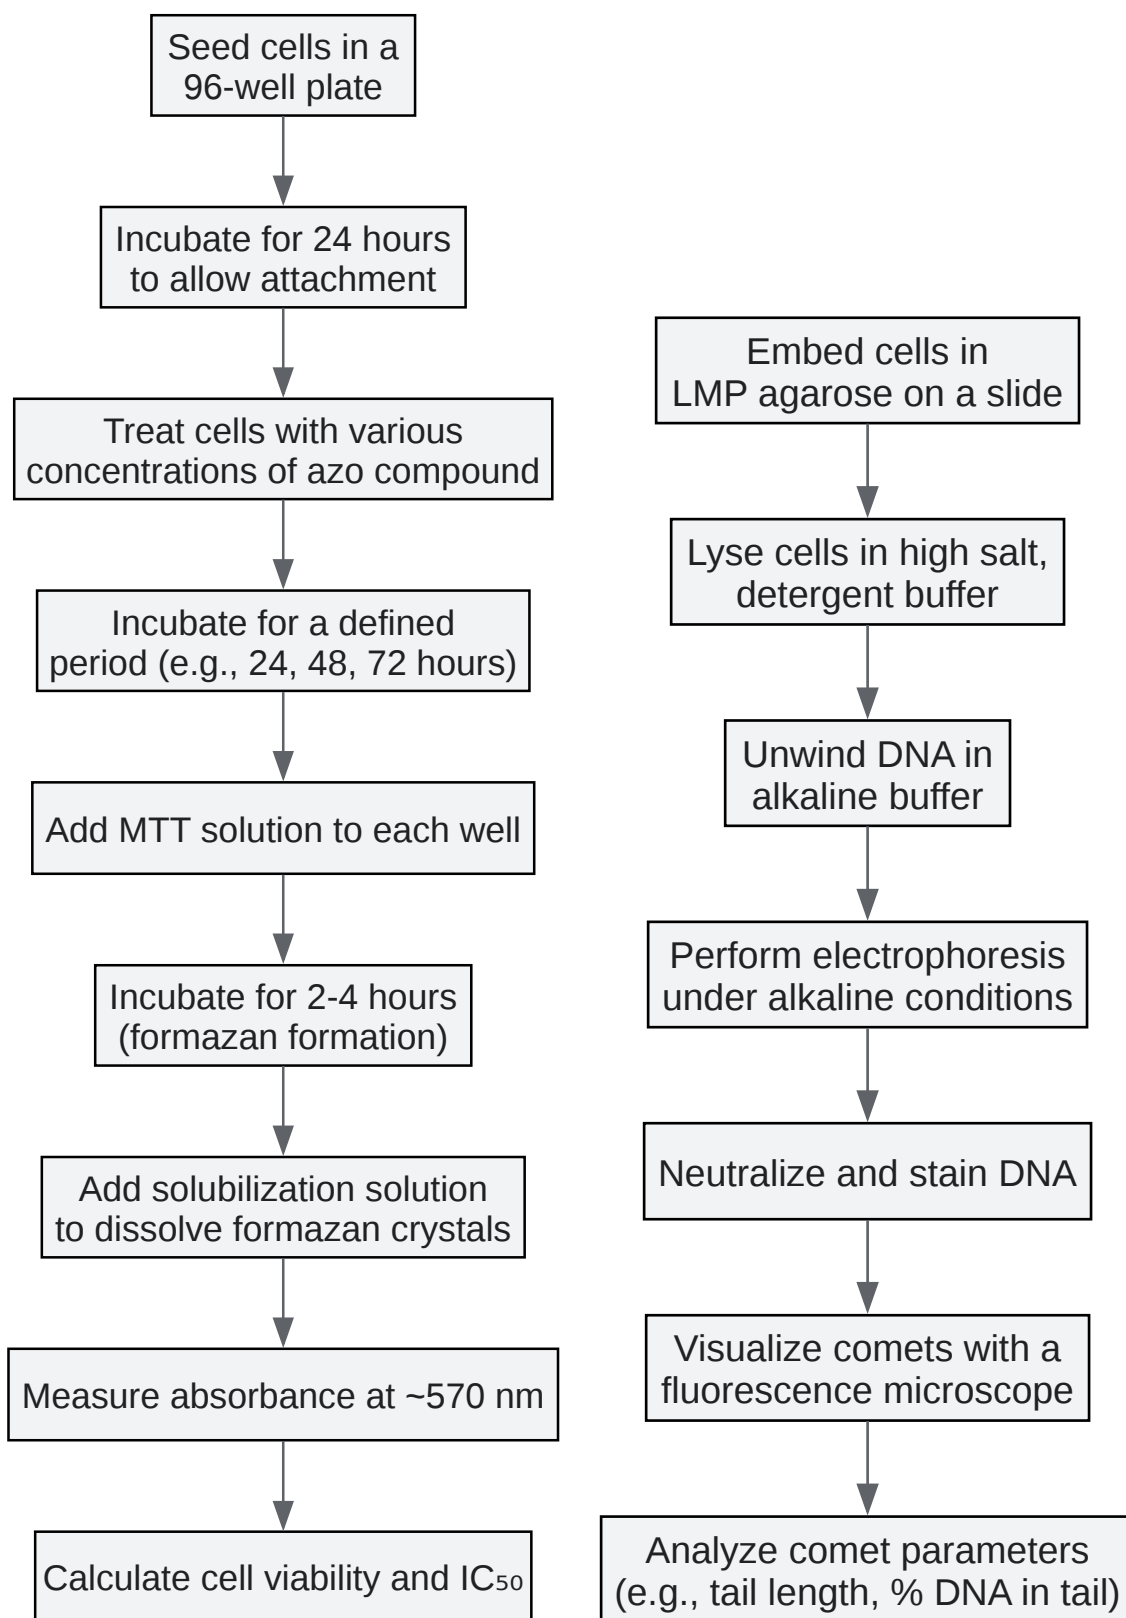 Seed cells in a
96-well plate
Incubate for 24 hours
to allow attachment
Treat cells with various
concentrations of azo compound
Incubate for a defined
period (e.g., 24, 48, 72 hours)
Add MTT solution to each well
Incubate for 2-4 hours
(formazan formation)
Add solubilization solution
to dissolve formazan crystals
Measure absorbance at ~570 nm
Calculate cell viability and IC₅₀
Embed cells in
LMP agarose on a slide
Lyse cells in high salt,
detergent buffer
Unwind DNA in
alkaline buffer
Perform electrophoresis
under alkaline conditions
Neutralize and stain DNA
Visualize comets with a
fluorescence microscope
Analyze comet parameters
(e.g., tail length, % DNA in tail)